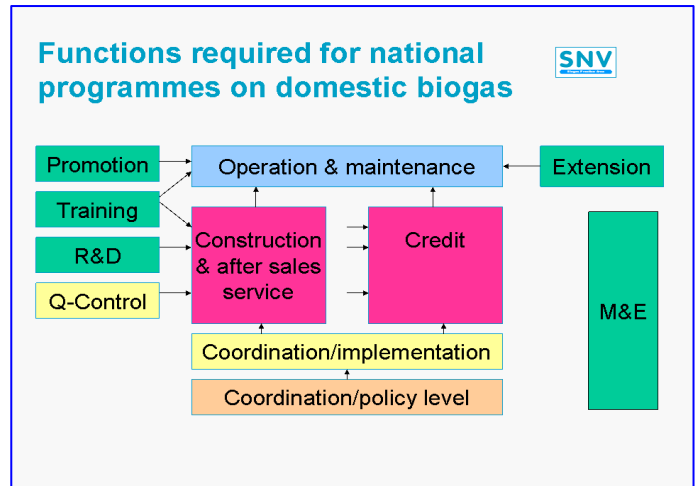 Functions required for national
programmes on domestic biogas
SNV
Promotion
Operation & maintenance
Extension
Training
Construction
& after sales
service
Credit
R&D
Q-Control
M&E
Coordination/implementation
Coordination/policy level